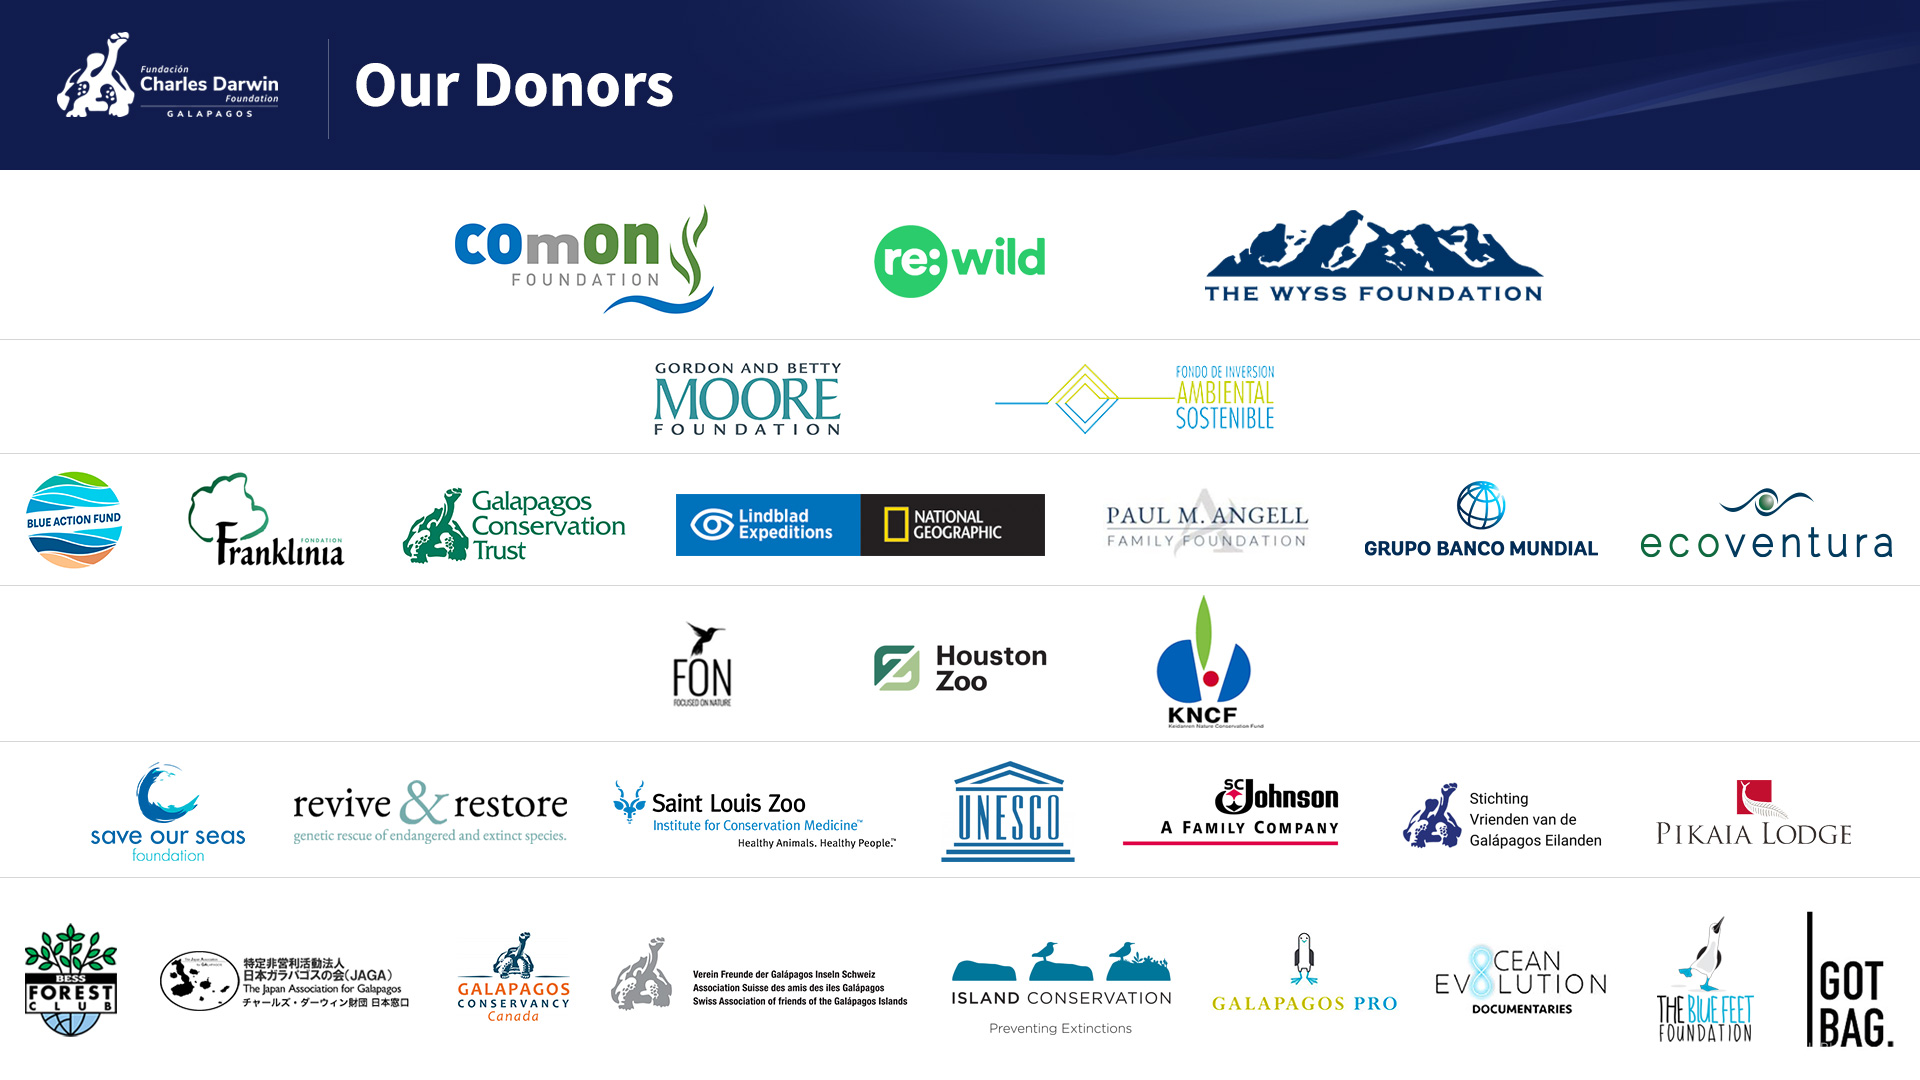 Fundación
Charles Darwin
Foundation
GALAPAGOS
Our Donors
comon
FOUNDATION
re:wild
THE WYSS FOUNDATION
GORDON AND BETTY
MOORE
FOUNDATION
FONDO DE INVERSION
AMBIENTAL
SOSTENIBLE
BLUE ACTION FUND
FONDATION
Franklinia
Galapagos
Conservation
Trust
Lindblad
Expeditions
NATIONAL
GEOGRAPHIC
PAUL M. ANGELL
FAMILY FOUNDATION
GRUPO BANCO MUNDIAL
ecoventura
FON
FOCUSED ON NATURE
Houston
Zoo
KNCF
Keidanren Nature Conservation Fund
save our seas
foundation
revive & restore
genetic rescue of endangered and extinct species.
Saint Louis Zoo
Institute for Conservation Medicine™
Healthy Animals. Healthy People.™
UNESCO
SC Johnson
A FAMILY COMPANY
Stichting
Vrienden van de
Galápagos Eilanden
PIKAIA LODGE
BESS
FOREST
CLUB
特定非営利活動法人
日本ガラパゴスの会(JAGA)
The Japan Association for Galapagos
チャールズ・ダーウィン財団 日本窓口
GALAPAGOS
CONSERVANCY
Canada
Verein Freunde der Galápagos Inseln Schweiz
Association Suisse des amis des iles Galápagos
Swiss Association of friends of the Galápagos Islands
ISLAND CONSERVATION
Preventing Extinctions
GALAPAGOS PRO
OCEAN
EVOLUTION
DOCUMENTARIES
THE BLUE FEET
FOUNDATION
GOT
BAG.